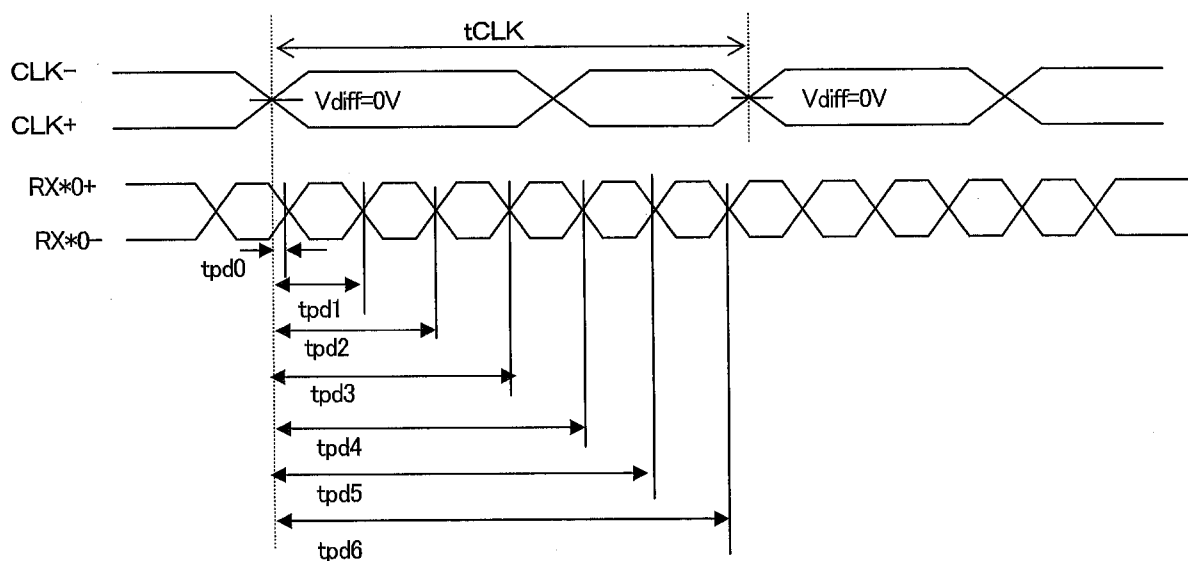 tCLK
CLK-
Vdiff=0V
Vdiff=0V
CLK+
RX*0+
RX*0-
tpd0
tpd1
tpd2
tpd3
tpd4
tpd5
tpd6